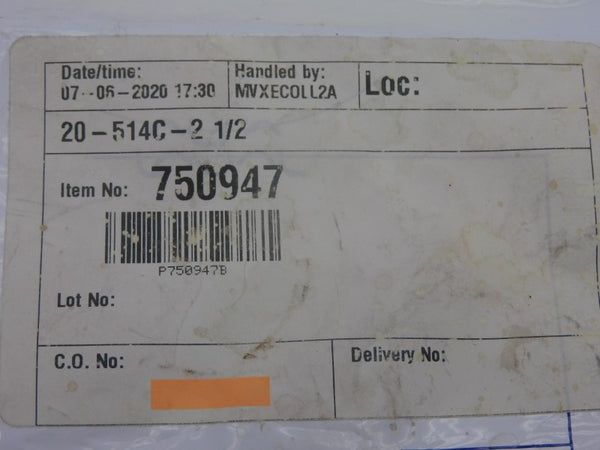 Date/time:
07-06-2020 17:30
Handled by:
MVXECOLL2A
Loc:
20-514C-2 1/2
Item No: 750947
P750947B
Lot No:
C.O. No:
Delivery No: